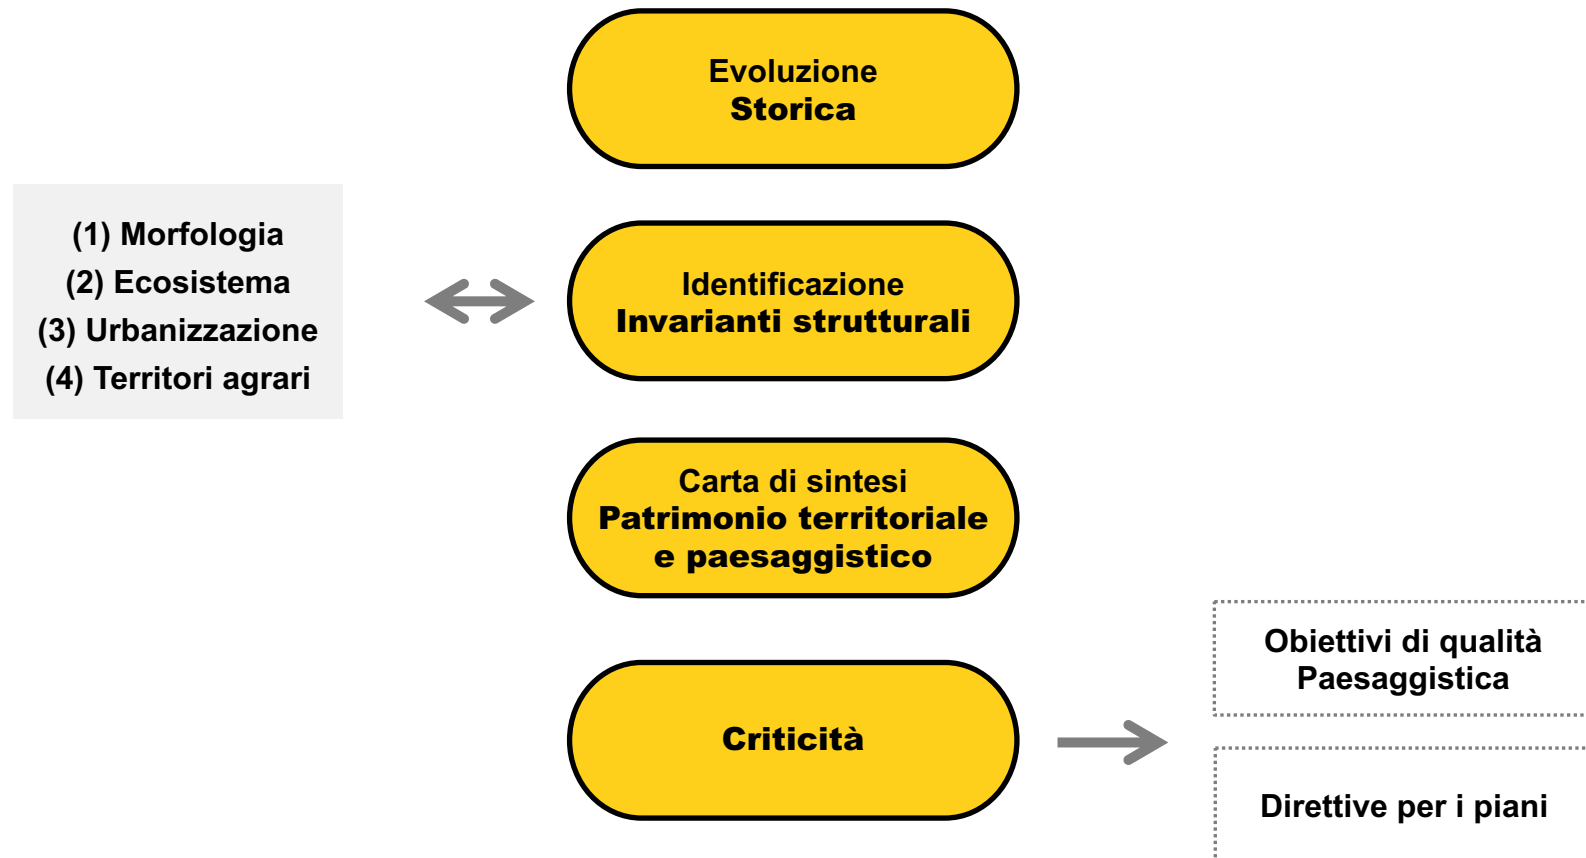 Evoluzione
Storica
(1) Morfologia
(2) Ecosistema
(3) Urbanizzazione
(4) Territori agrari
Identificazione
Invarianti strutturali
Carta di sintesi
Patrimonio territoriale
e paesaggistico
Criticità
Obiettivi di qualità
Paesaggistica
Direttive per i piani